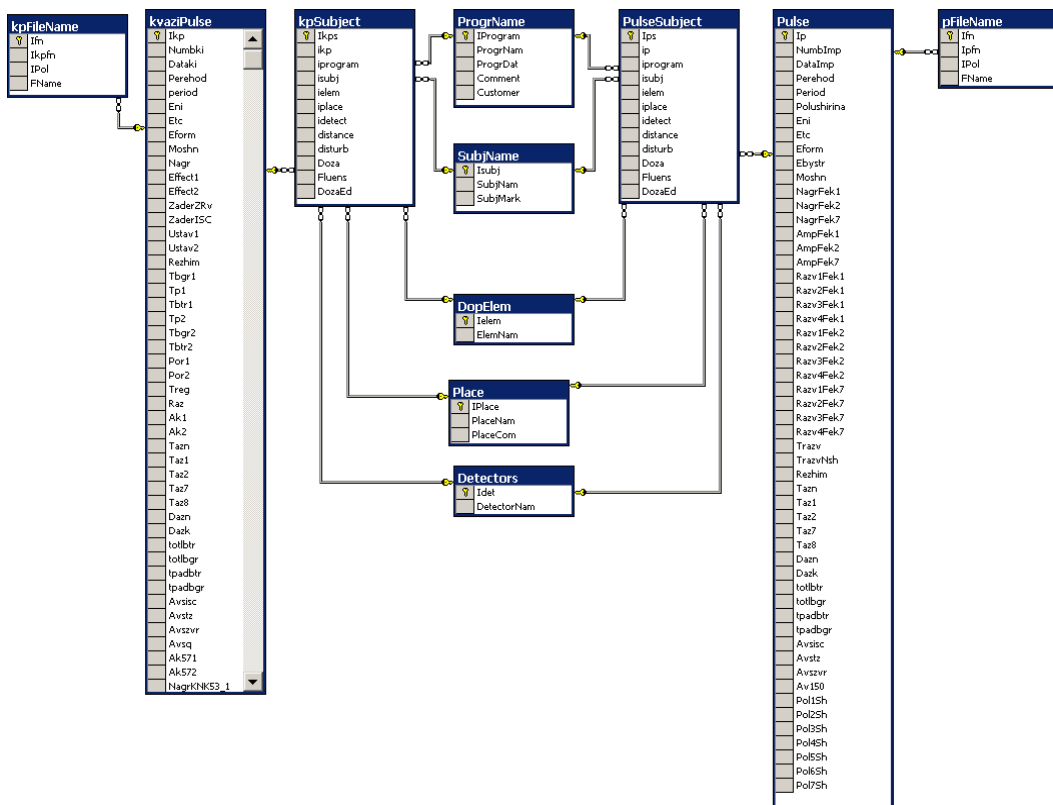 kpFileName
Ifn
Ikpfn
IPol
FName
kvaziPulse
Ikp
Numbki
Dataki
Perehod
period
Eni
Etc
Eform
Moshn
Nagr
Effect1
Effect2
ZaderZRv
ZaderISC
Ustav1
Ustav2
Rezhim
Tbgr1
Tp1
Tbtr1
Tp2
Tbgr2
Tbtr2
Por1
Por2
Treg
Raz
Ak1
Ak2
Tazn
Taz1
Taz2
Taz7
Taz8
Dazn
Dazk
totlbtr
totlbgr
tpadbtr
tpadbgr
Avsisc
Avstz
Avszvr
Avsq
Ak571
Ak572
NagrKNK53_1
kpSubject
Ikps
ikp
iprogram
isubj
ielem
iplace
idetect
distance
disturb
Doza
Fluens
DozaEd
ProgrName
IProgram
ProgrNam
ProgrDat
Comment
Customer
SubjName
Isubj
SubjNam
SubjMark
DopElem
Ielem
ElemNam
Place
IPlace
PlaceNam
PlaceCom
Detectors
Idet
DetectorNam
PulseSubject
Ips
ip
iprogram
isubj
ielem
iplace
idetect
distance
disturb
Doza
Fluens
DozaEd
Pulse
Ip
NumbImp
DataImp
Perehod
Period
Polushirina
Eni
Etc
Eform
Ebystr
Moshn
NagrFek1
NagrFek2
NagrFek7
AmpFek1
AmpFek2
AmpFek7
Razv1Fek1
Razv2Fek1
Razv3Fek1
Razv4Fek1
Razv1Fek2
Razv2Fek2
Razv3Fek2
Razv4Fek2
Razv1Fek7
Razv2Fek7
Razv3Fek7
Razv4Fek7
Trazv
TrazvNsh
Rezhim
Tazn
Taz1
Taz2
Taz7
Taz8
Dazn
Dazk
totlbtr
totlbgr
tpadbtr
tpadbgr
Avsisc
Avstz
Avszvr
Av150
Pol1Sh
Pol2Sh
Pol3Sh
Pol4Sh
Pol5Sh
Pol6Sh
Pol7Sh
pFileName
Ifn
Ipfn
IPol
FName